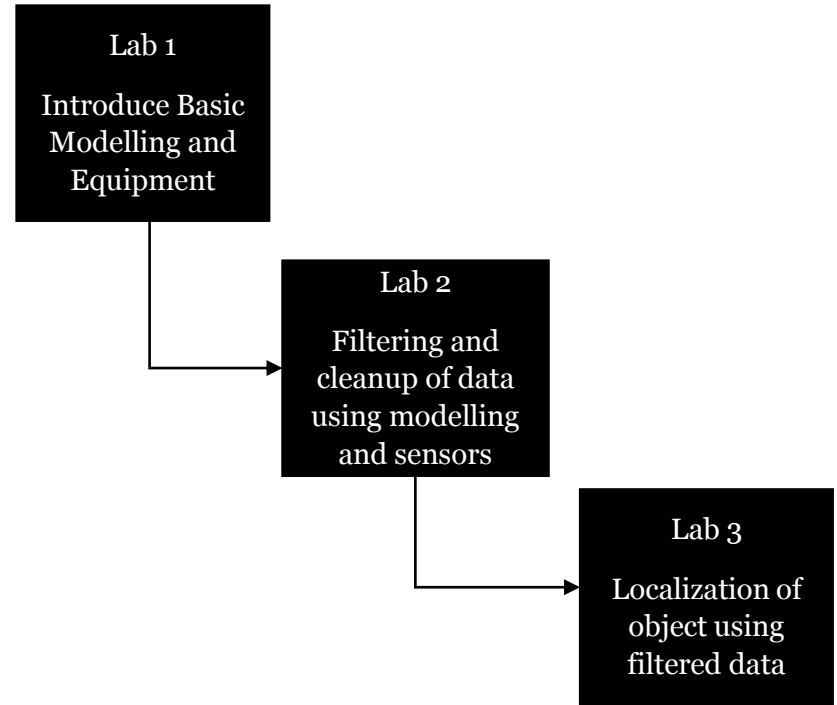 Lab 1
Introduce Basic
Modelling and
Equipment
Lab 2
Filtering and
cleanup of data
using modelling
and sensors
Lab 3
Localization of
object using
filtered data